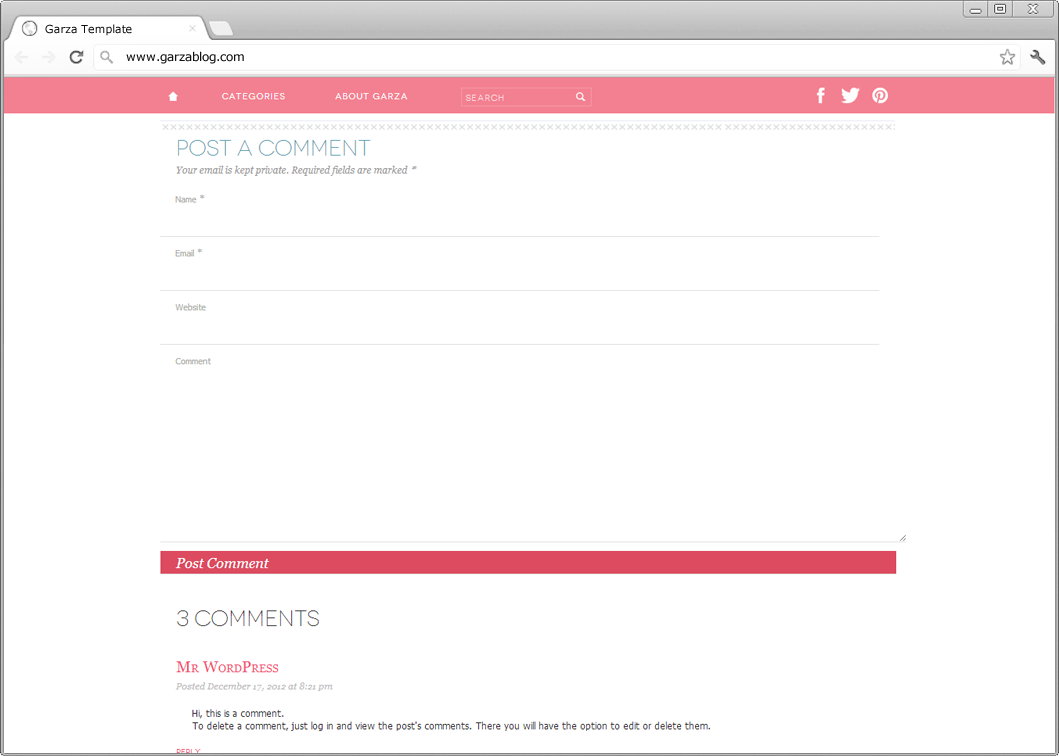 Garza Template
www.garzablog.com
CATEGORIES
ABOUT GARZA
SEARCH
POST A COMMENT
Your email is kept private. Required fields are marked *
Name *
Email *
Website
Comment
Post Comment
3 COMMENTS
Mr WordPress
Posted December 17, 2012 at 8:21 pm
Hi, this is a comment.
To delete a comment, just log in and view the post's comments. There you will have the option to edit or delete them.
REPLY